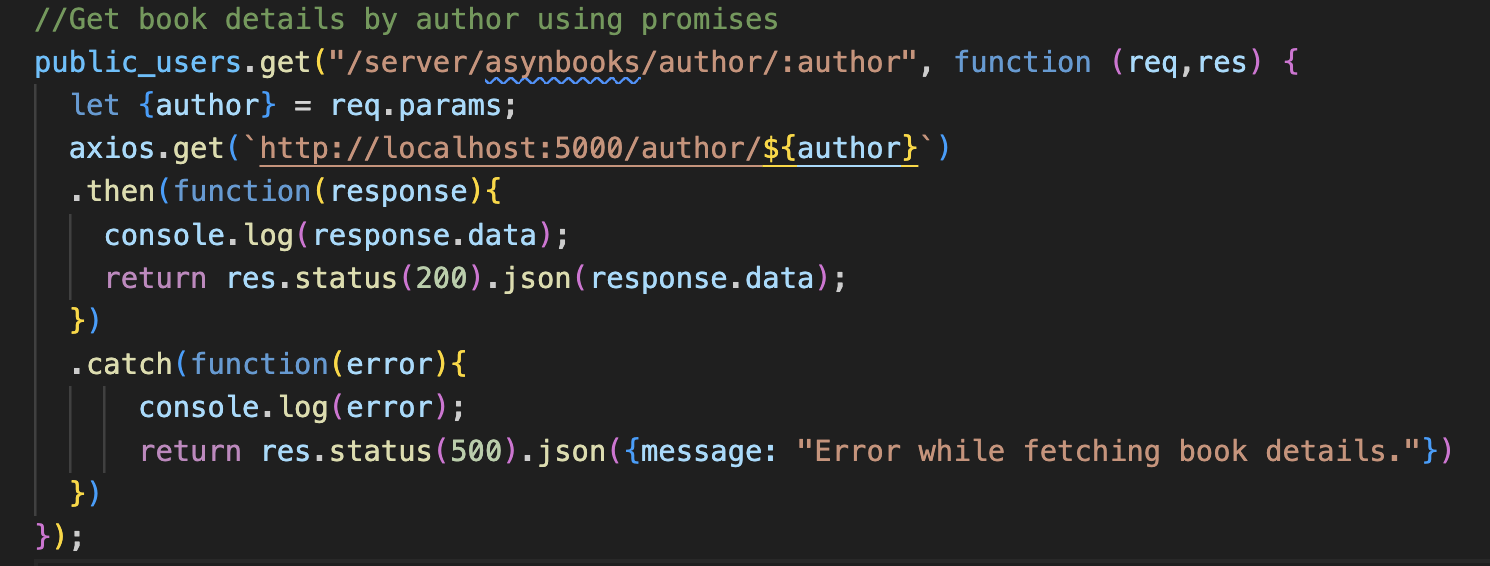 //Get book details by author using promises
public_users.get("/server/asynbooks/author/:author", function (req,res) {
  let {author} = req.params;
  axios.get(`http://localhost:5000/author/${author}`)
  .then(function(response){
    console.log(response.data);
    return res.status(200).json(response.data);
  })
  .catch(function(error){
      console.log(error);
      return res.status(500).json({message: "Error while fetching book details."})
  })
});